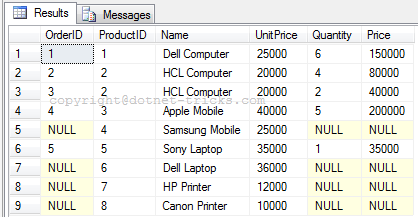 Results Messages
OrderID ProductID Name UnitPrice Quantity Price
1 1 1 Dell Computer 25000 6 150000
2 2 2 HCL Computer 20000 4 80000
3 3 2 HCL Computer 20000 2 40000
copyright@dotnet-tricks.com
4 4 3 Apple Mobile 40000 5 200000
5 NULL 4 Samsung Mobile 25000 NULL NULL
6 5 5 Sony Laptop 35000 1 35000
7 NULL 6 Dell Laptop 36000 NULL NULL
8 NULL 7 HP Printer 12000 NULL NULL
9 NULL 8 Canon Printer 10000 NULL NULL